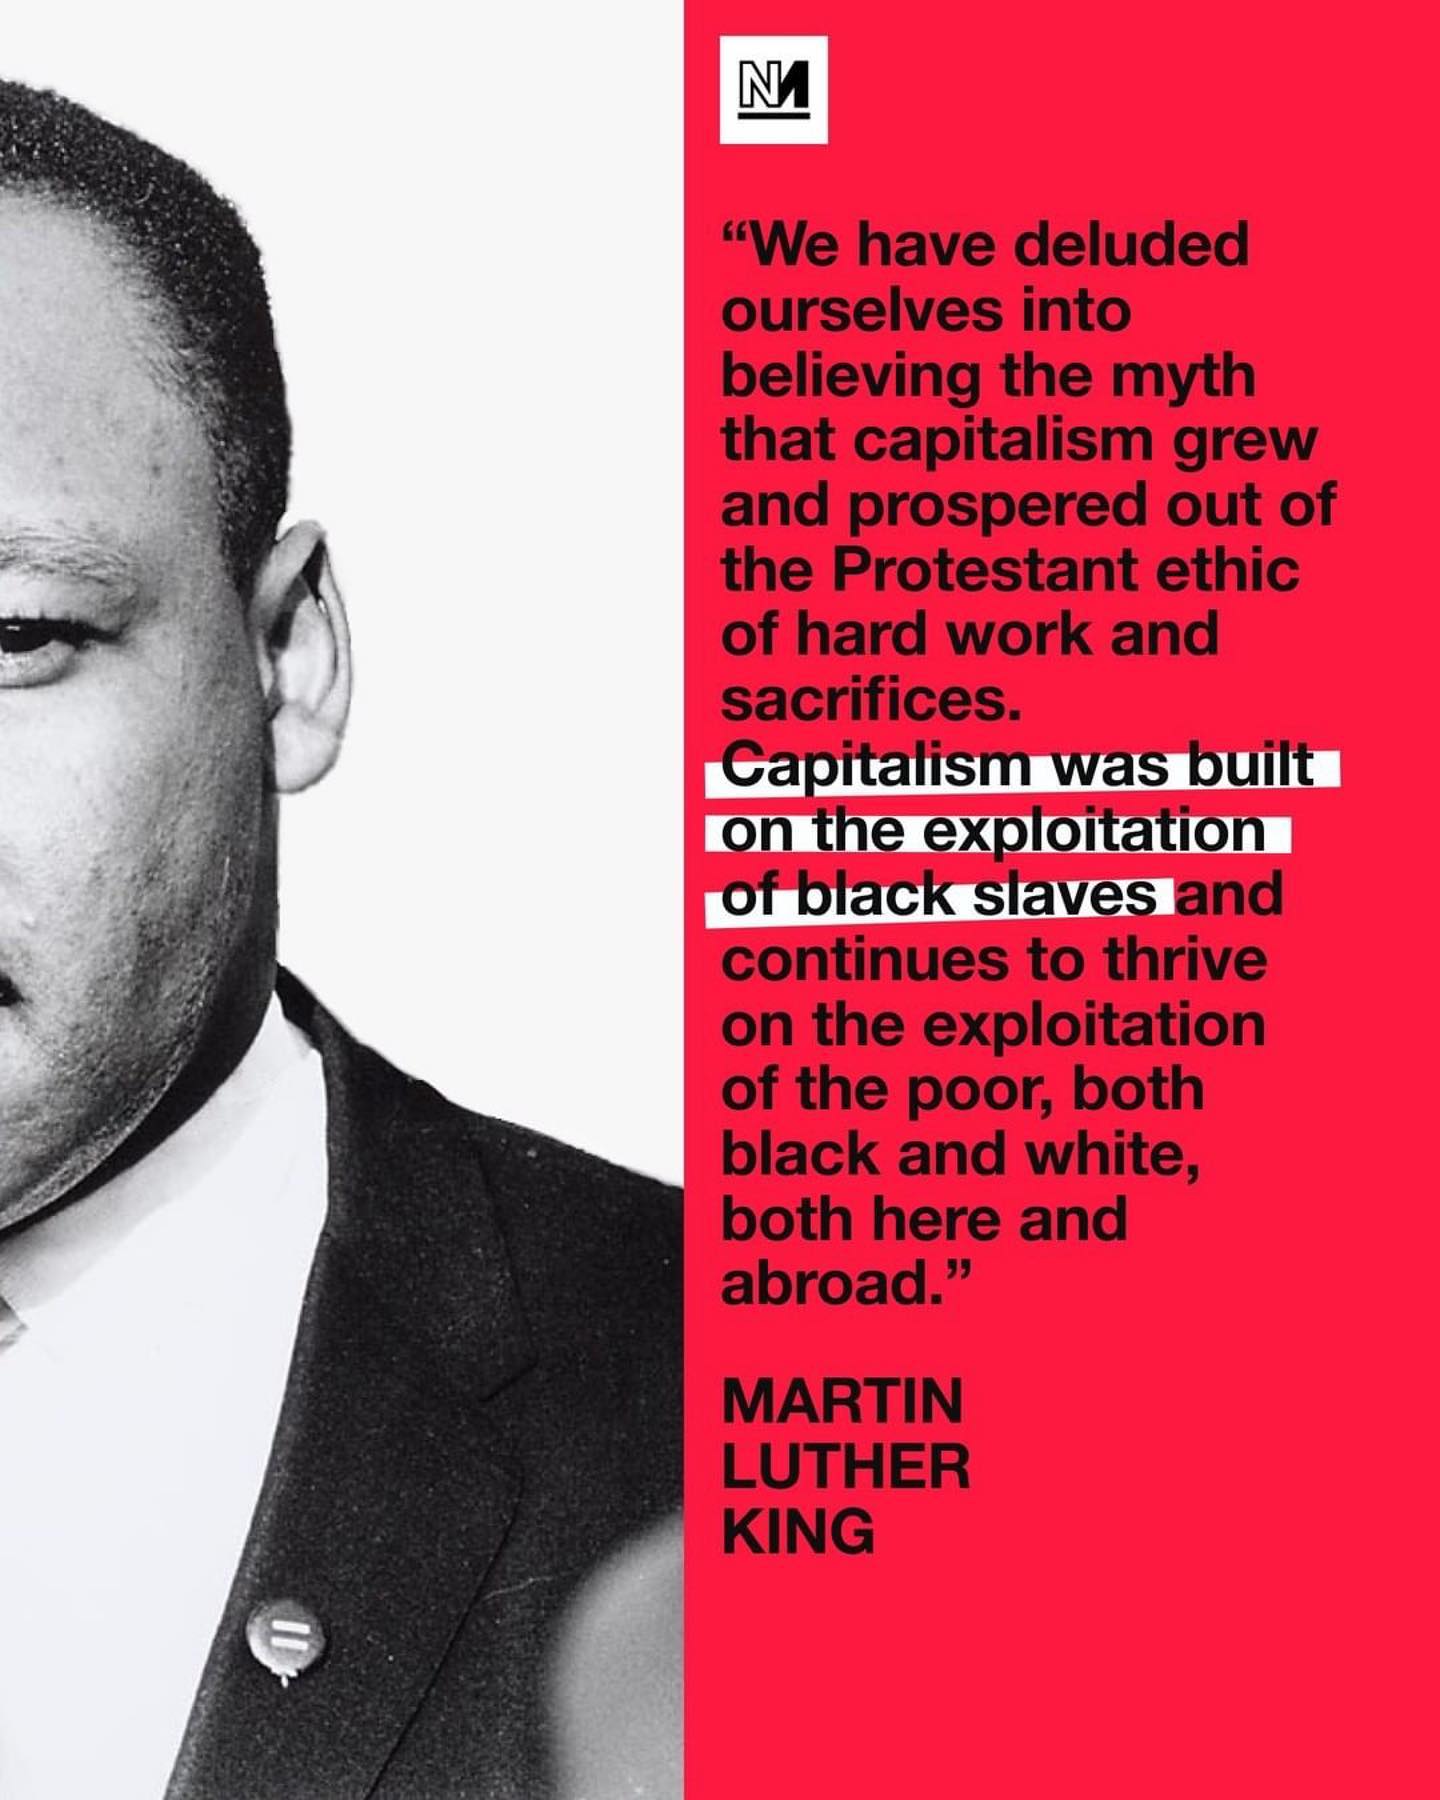 NM
“We have deluded
ourselves into
believing the myth
that capitalism grew
and prospered out of
the Protestant ethic
of hard work and
sacrifices.
Capitalism was built
on the exploitation
of black slaves and
continues to thrive
on the exploitation
of the poor, both
black and white,
both here and
abroad.”
MARTIN
LUTHER
KING